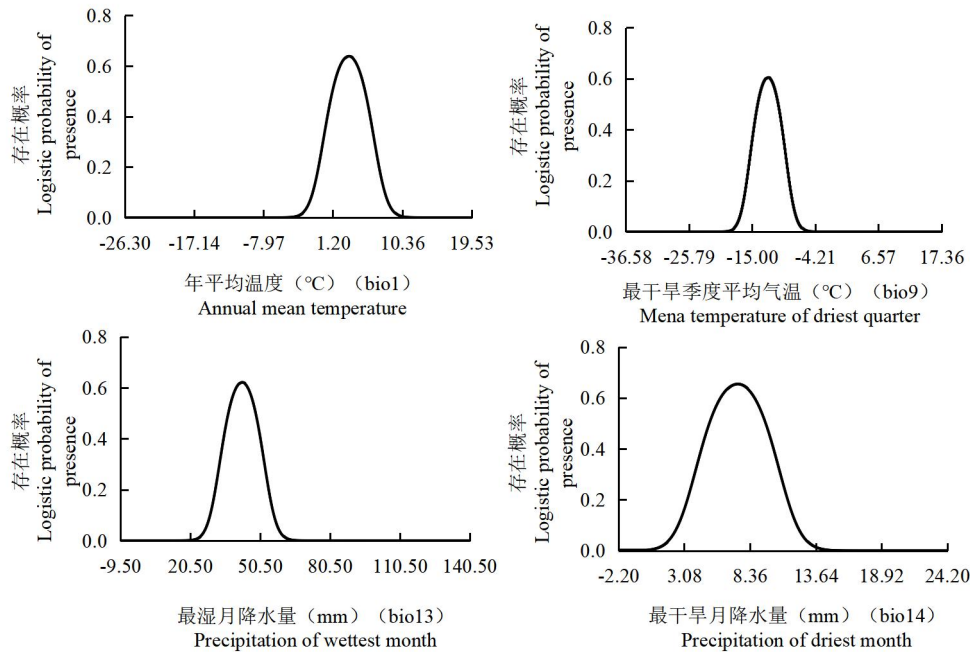 存在概率
Logistic probability of
presence
0.8
0.6
0.4
0.2
0.0
-26.30 -17.14 -7.97 1.20 10.36 19.53
年平均温度（℃）（bio1）
Annual mean temperature
存在概率
Logistic probability of
presence
0.8
0.6
0.4
0.2
0.0
-36.58 -25.79 -15.00 -4.21 6.57 17.36
最干旱季度平均气温（℃）（bio9）
Mena temperature of driest quarter
存在概率
Logistic probability of
presence
0.8
0.6
0.4
0.2
0.0
-9.50 20.50 50.50 80.50 110.50 140.50
最湿月降水量（mm）（bio13）
Precipitation of wettest month
存在概率
Logistic probability of
presence
0.8
0.6
0.4
0.2
0.0
-2.20 3.08 8.36 13.64 18.92 24.20
最干旱月降水量（mm）（bio14）
Precipitation of driest month